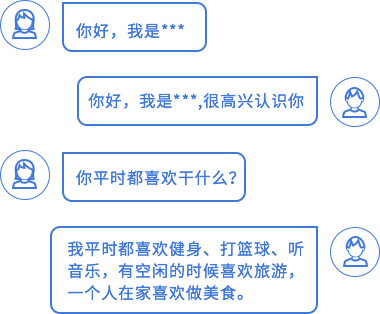 你好，我是***
你好，我是***,很高兴认识你
你平时都喜欢干什么？
我平时都喜欢健身、打篮球、听
音乐，有空闲的时候喜欢旅游，
一个人在家喜欢做美食。